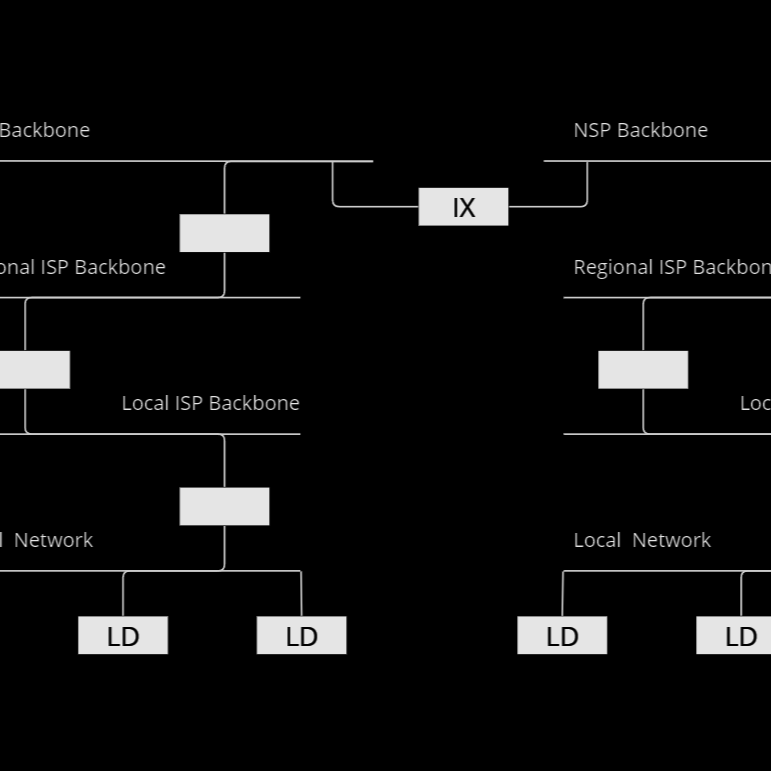 Backbone
NSP Backbone
IX
onal ISP Backbone
Regional ISP Backbon
Local ISP Backbone
Loc
l  Network
Local  Network
LD
LD
LD
LD